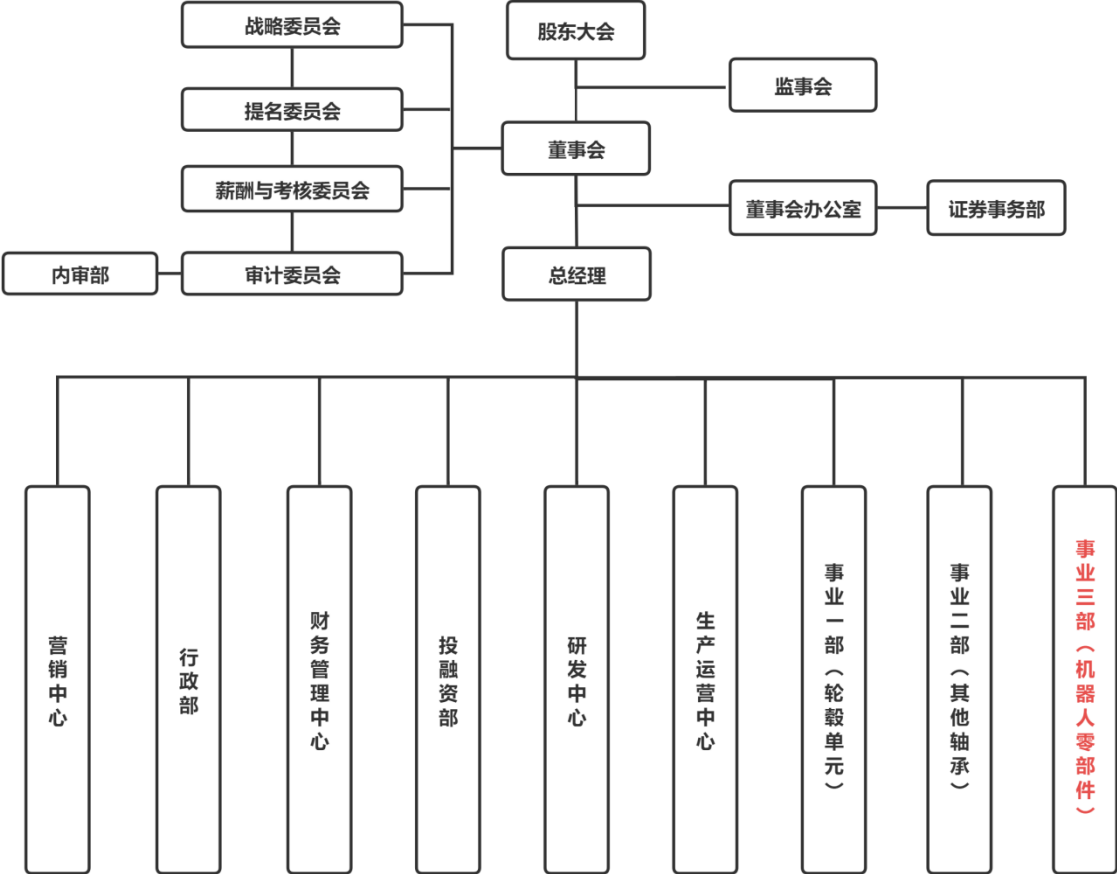 战略委员会
股东大会
监事会
提名委员会
董事会
薪酬与考核委员会
董事会办公室
证券事务部
内审部
审计委员会
总经理
营销中心
行政部
财务管理中心
投融资部
研发中心
生产运营中心
事业一部（轮毂单元）
事业二部（其他轴承）
事业三部（机器人零部件）